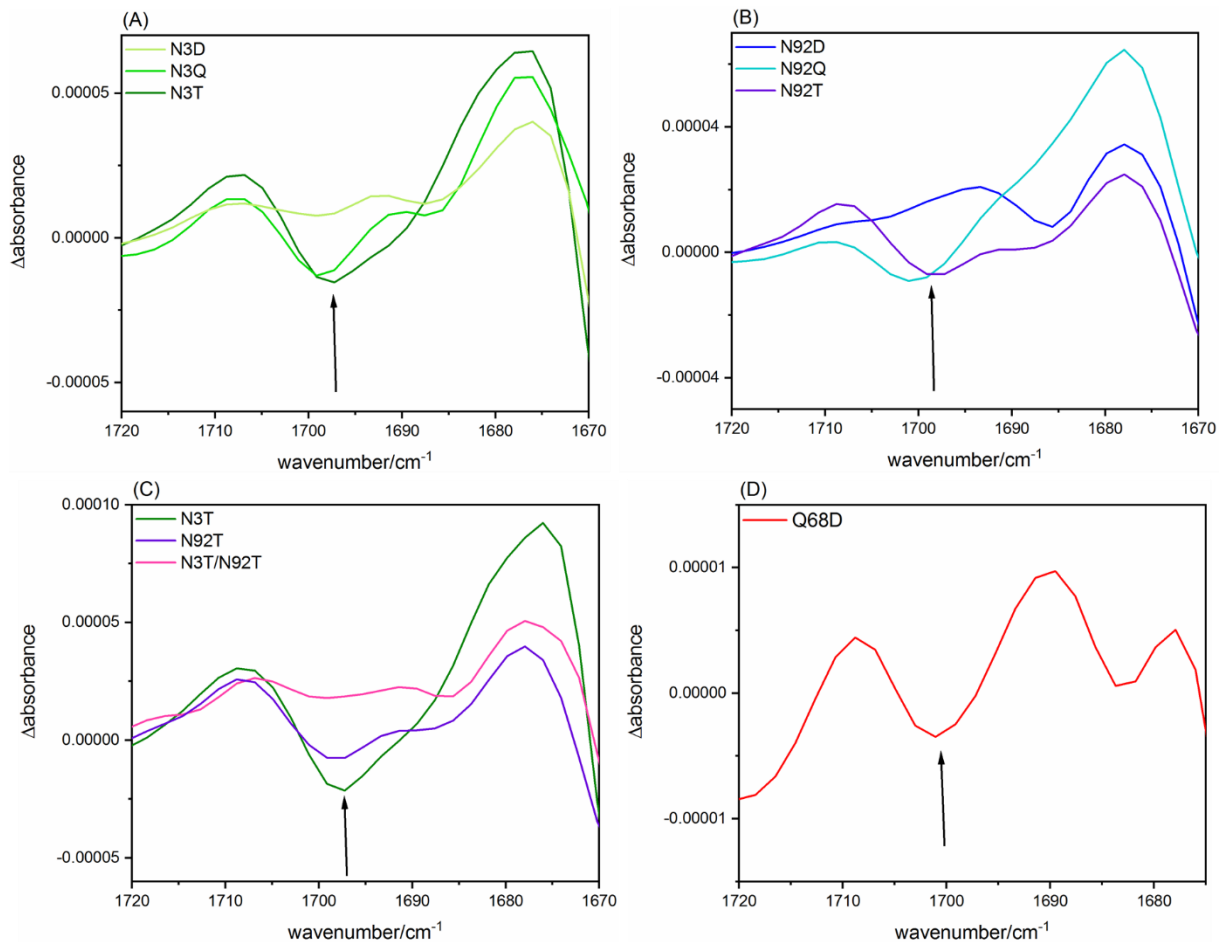 (A)
N3D
N3Q
N3T
0.00005
0.00000
-0.00005
Δabsorbance
1720 1710 1700 1690 1680 1670
wavenumber/cm⁻¹
(B)
N92D
N92Q
N92T
0.00004
0.00000
-0.00004
Δabsorbance
1720 1710 1700 1690 1680 1670
wavenumber/cm⁻¹
(C)
N3T
N92T
N3T/N92T
0.00010
0.00005
0.00000
-0.00005
Δabsorbance
1720 1710 1700 1690 1680 1670
wavenumber/cm⁻¹
(D)
Q68D
0.00001
0.00000
-0.00001
Δabsorbance
1720 1710 1700 1690 1680
wavenumber/cm⁻¹